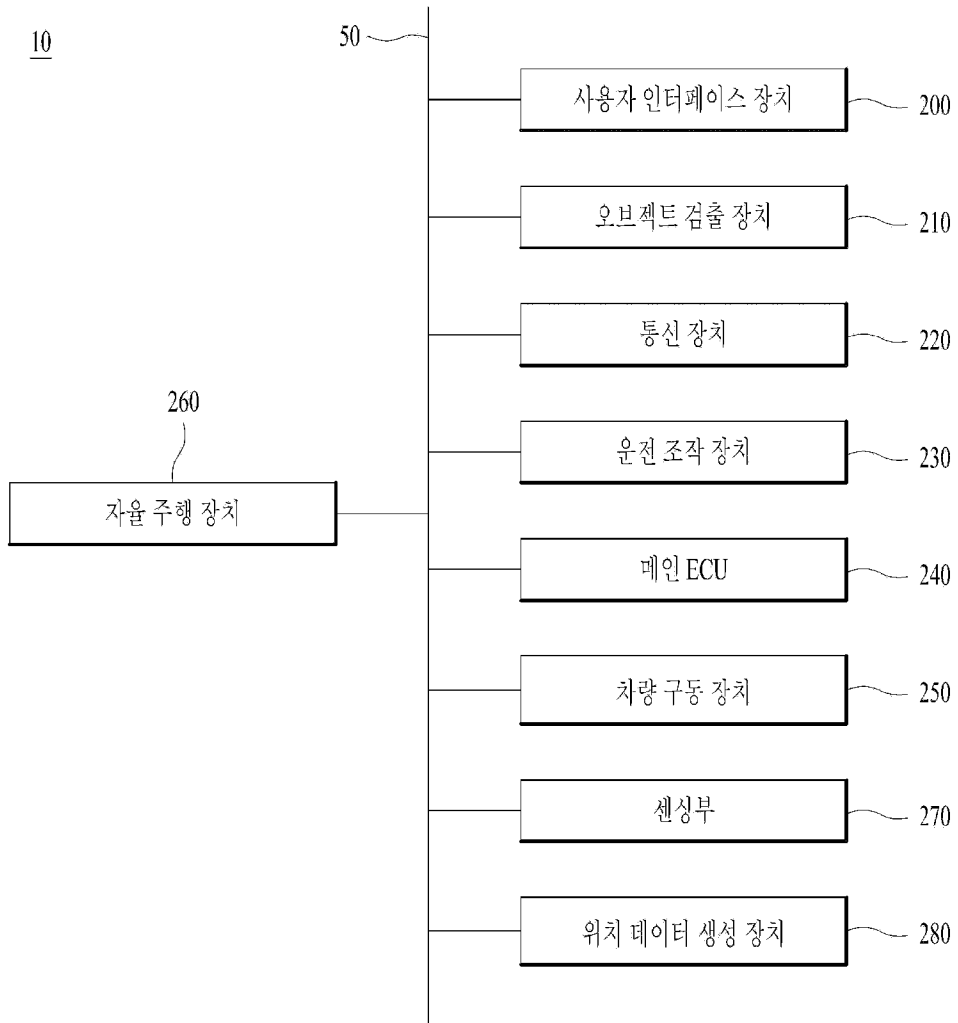 10
50
사용자 인터페이스 장치
200
오브젝트 검출 장치
210
통신 장치
220
운전 조작 장치
230
260
자율 주행 장치
메인 ECU
240
차량 구동 장치
250
센싱부
270
위치 데이터 생성 장치
280